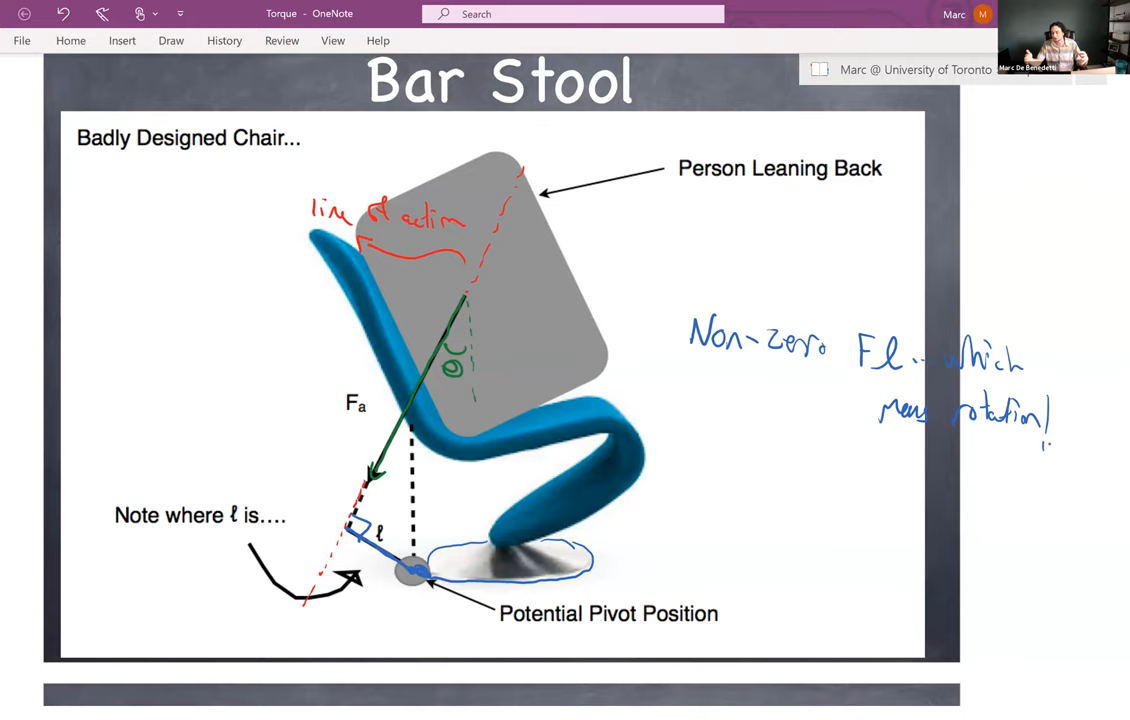 Torque - OneNote
Search
Marc
M
File Home Insert Draw History Review View Help
Marc @ University of Toronto
Marc De Benedetti
Bar Stool
Badly Designed Chair...
Person Leaning Back
line of action
θ
Non-zero Fl .. which
means rotation!!
Fa
Note where ℓ is....
ℓ
Potential Pivot Position